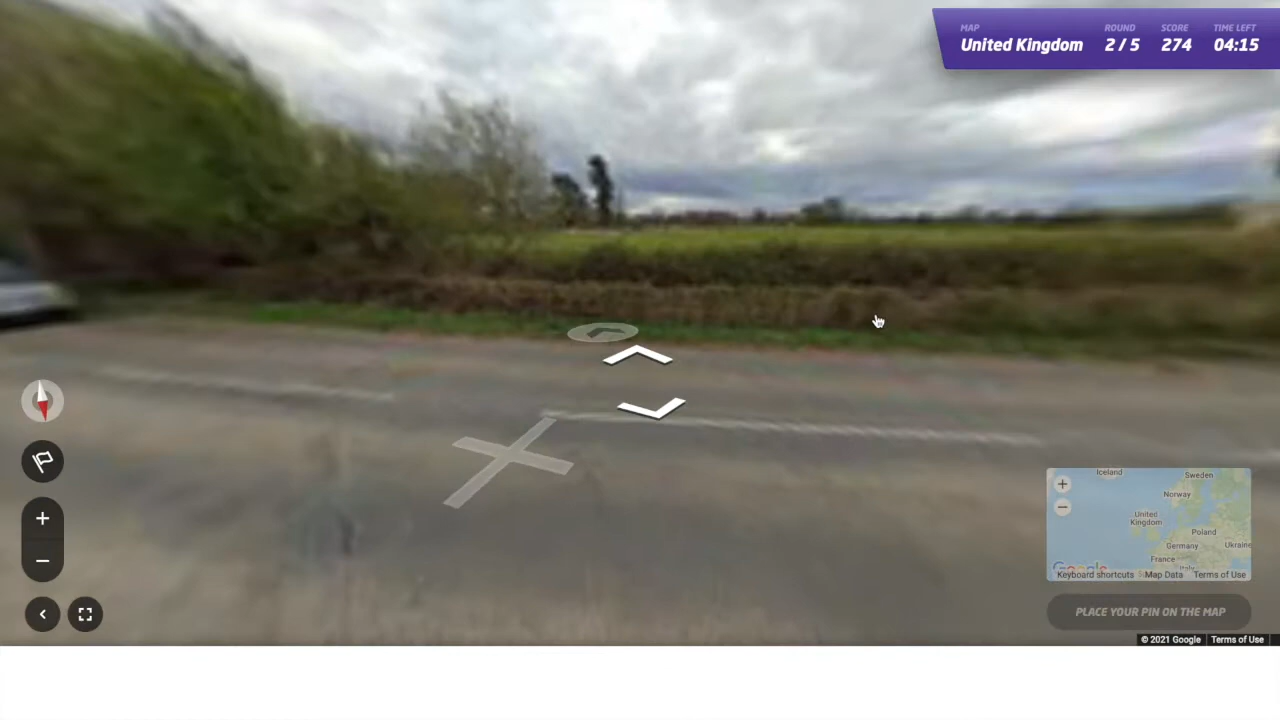 MAP
United Kingdom
ROUND
2 / 5
SCORE
274
TIME LEFT
04:15
Iceland
Sweden
Norway
United
Kingdom
Poland
Germany
Ukraine
France
Italy
Google
Keyboard shortcuts
Map Data
Terms of Use
PLACE YOUR PIN ON THE MAP
© 2021 Google
Terms of Use